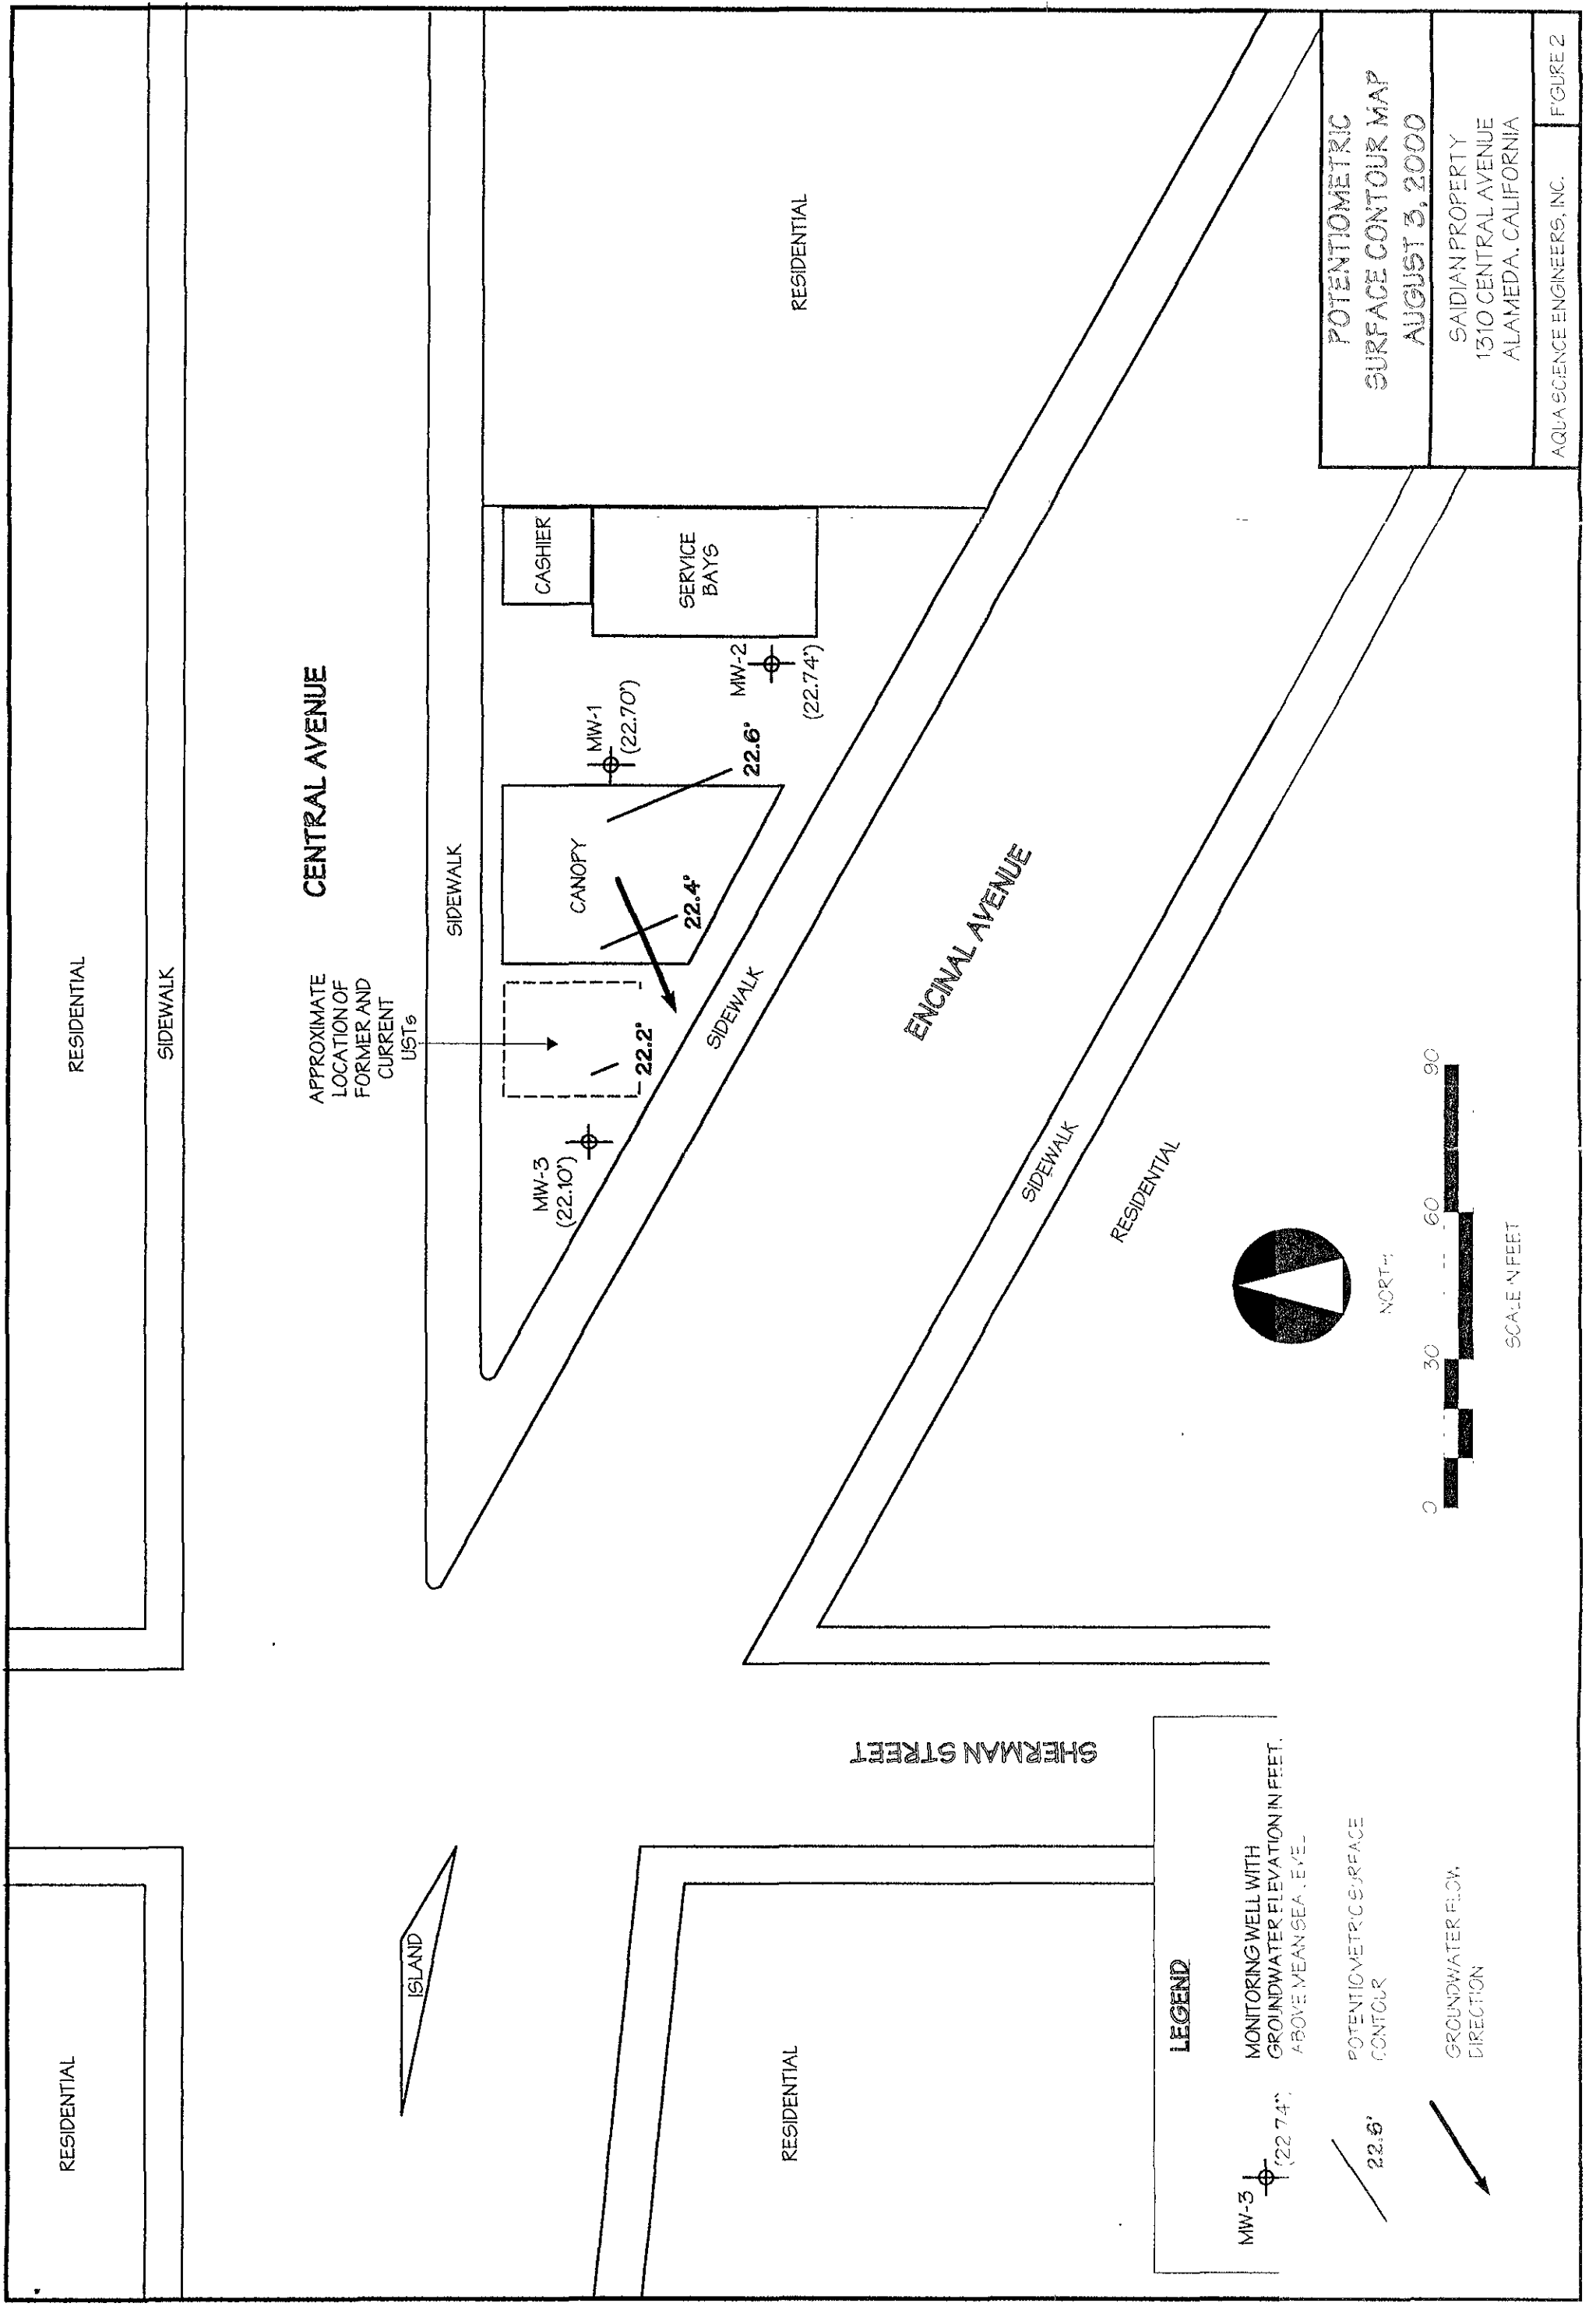 RESIDENTIAL
RESIDENTIAL
SIDEWALK
CENTRAL AVENUE
APPROXIMATE
LOCATION OF
FORMER AND
CURRENT
USTs
ISLAND
SIDEWALK
MW-3
(22.10')
22.2'
CANOPY
22.4'
22.6'
MW-1
(22.70')
MW-2
(22.74')
CASHIER
SERVICE
BAYS
RESIDENTIAL
SIDEWALK
ENCINAL AVENUE
SHERMAN STREET
RESIDENTIAL
SIDEWALK
RESIDENTIAL
LEGEND
MW-3
(22.74")
MONITORING WELL WITH
GROUNDWATER ELEVATION IN FEET.
ABOVE MEAN SEA LEVEL
22.6'
POTENTIOMETRIC SURFACE
CONTOUR
GROUNDWATER FLOW
DIRECTION
NORTH
0 30 60 90
SCALE IN FEET
POTENTIOMETRIC
SURFACE CONTOUR MAP
AUGUST 3, 2000
SAIDIAN PROPERTY
1310 CENTRAL AVENUE
ALAMEDA, CALIFORNIA
AQUA SCIENCE ENGINEERS, INC.
FIGURE 2